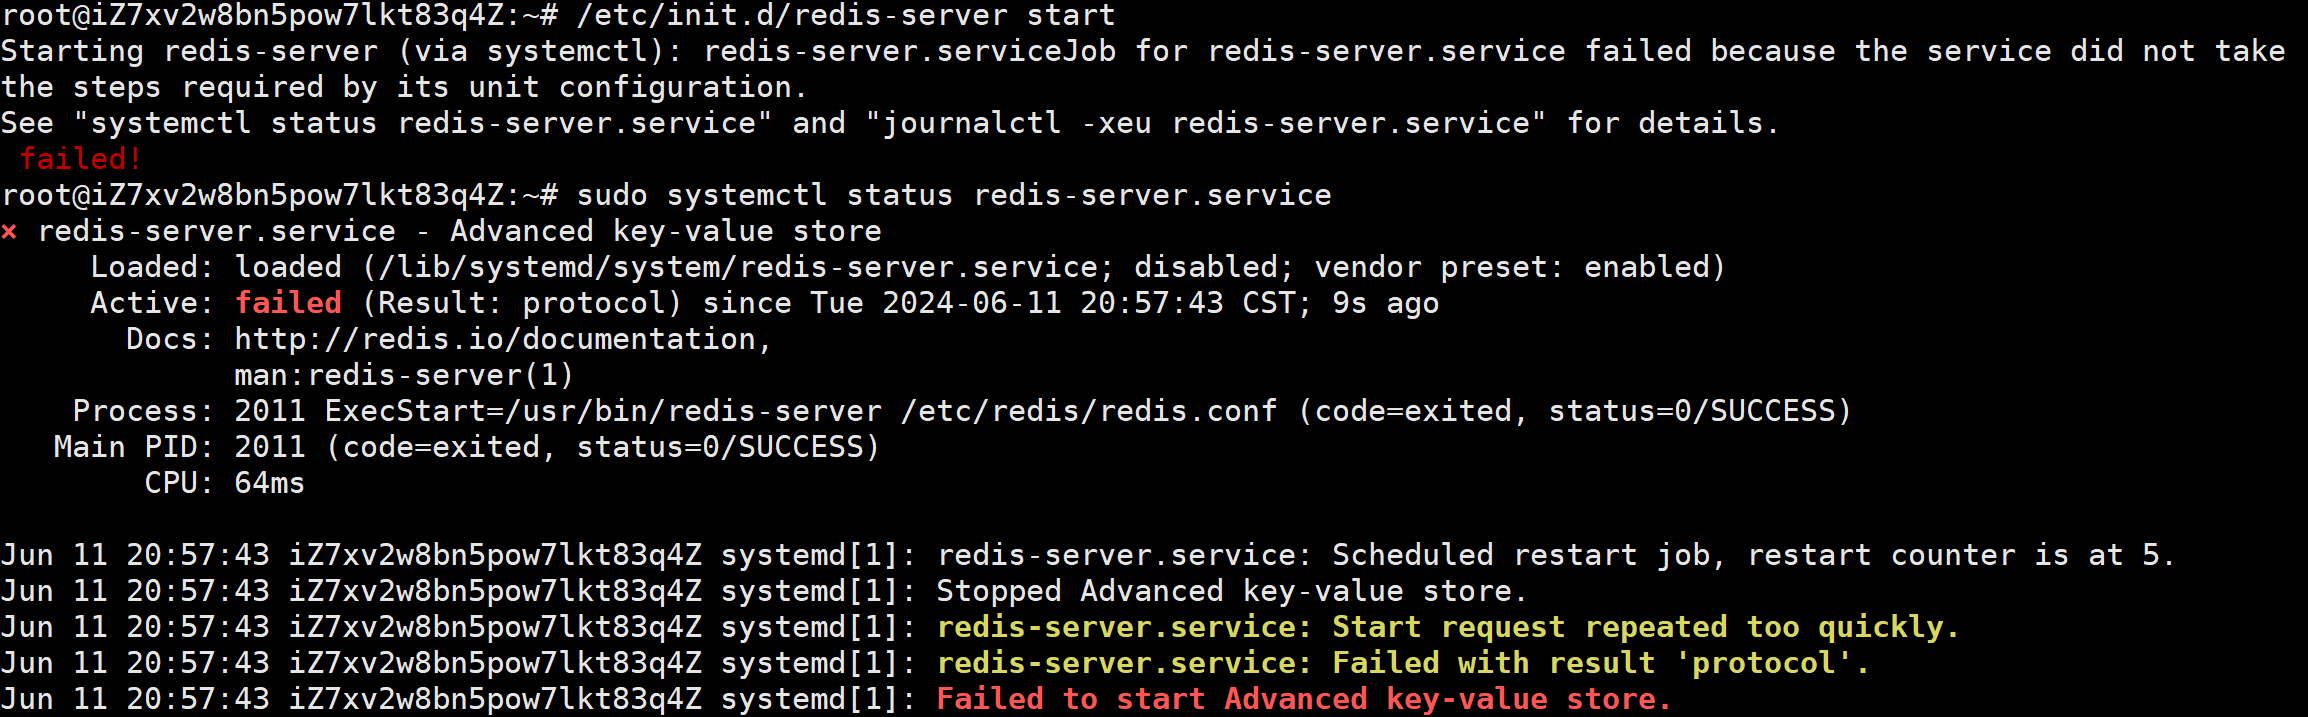 root@iZ7xv2w8bn5pow7lkt83q4Z:~# /etc/init.d/redis-server start
Starting redis-server (via systemctl): redis-server.serviceJob for redis-server.service failed because the service did not take
the steps required by its unit configuration.
See "systemctl status redis-server.service" and "journalctl -xeu redis-server.service" for details.
 failed!
root@iZ7xv2w8bn5pow7lkt83q4Z:~# sudo systemctl status redis-server.service
× redis-server.service - Advanced key-value store
     Loaded: loaded (/lib/systemd/system/redis-server.service; disabled; vendor preset: enabled)
     Active: failed (Result: protocol) since Tue 2024-06-11 20:57:43 CST; 9s ago
       Docs: http://redis.io/documentation,
             man:redis-server(1)
    Process: 2011 ExecStart=/usr/bin/redis-server /etc/redis/redis.conf (code=exited, status=0/SUCCESS)
   Main PID: 2011 (code=exited, status=0/SUCCESS)
        CPU: 64ms

Jun 11 20:57:43 iZ7xv2w8bn5pow7lkt83q4Z systemd[1]: redis-server.service: Scheduled restart job, restart counter is at 5.
Jun 11 20:57:43 iZ7xv2w8bn5pow7lkt83q4Z systemd[1]: Stopped Advanced key-value store.
Jun 11 20:57:43 iZ7xv2w8bn5pow7lkt83q4Z systemd[1]: redis-server.service: Start request repeated too quickly.
Jun 11 20:57:43 iZ7xv2w8bn5pow7lkt83q4Z systemd[1]: redis-server.service: Failed with result 'protocol'.
Jun 11 20:57:43 iZ7xv2w8bn5pow7lkt83q4Z systemd[1]: Failed to start Advanced key-value store.